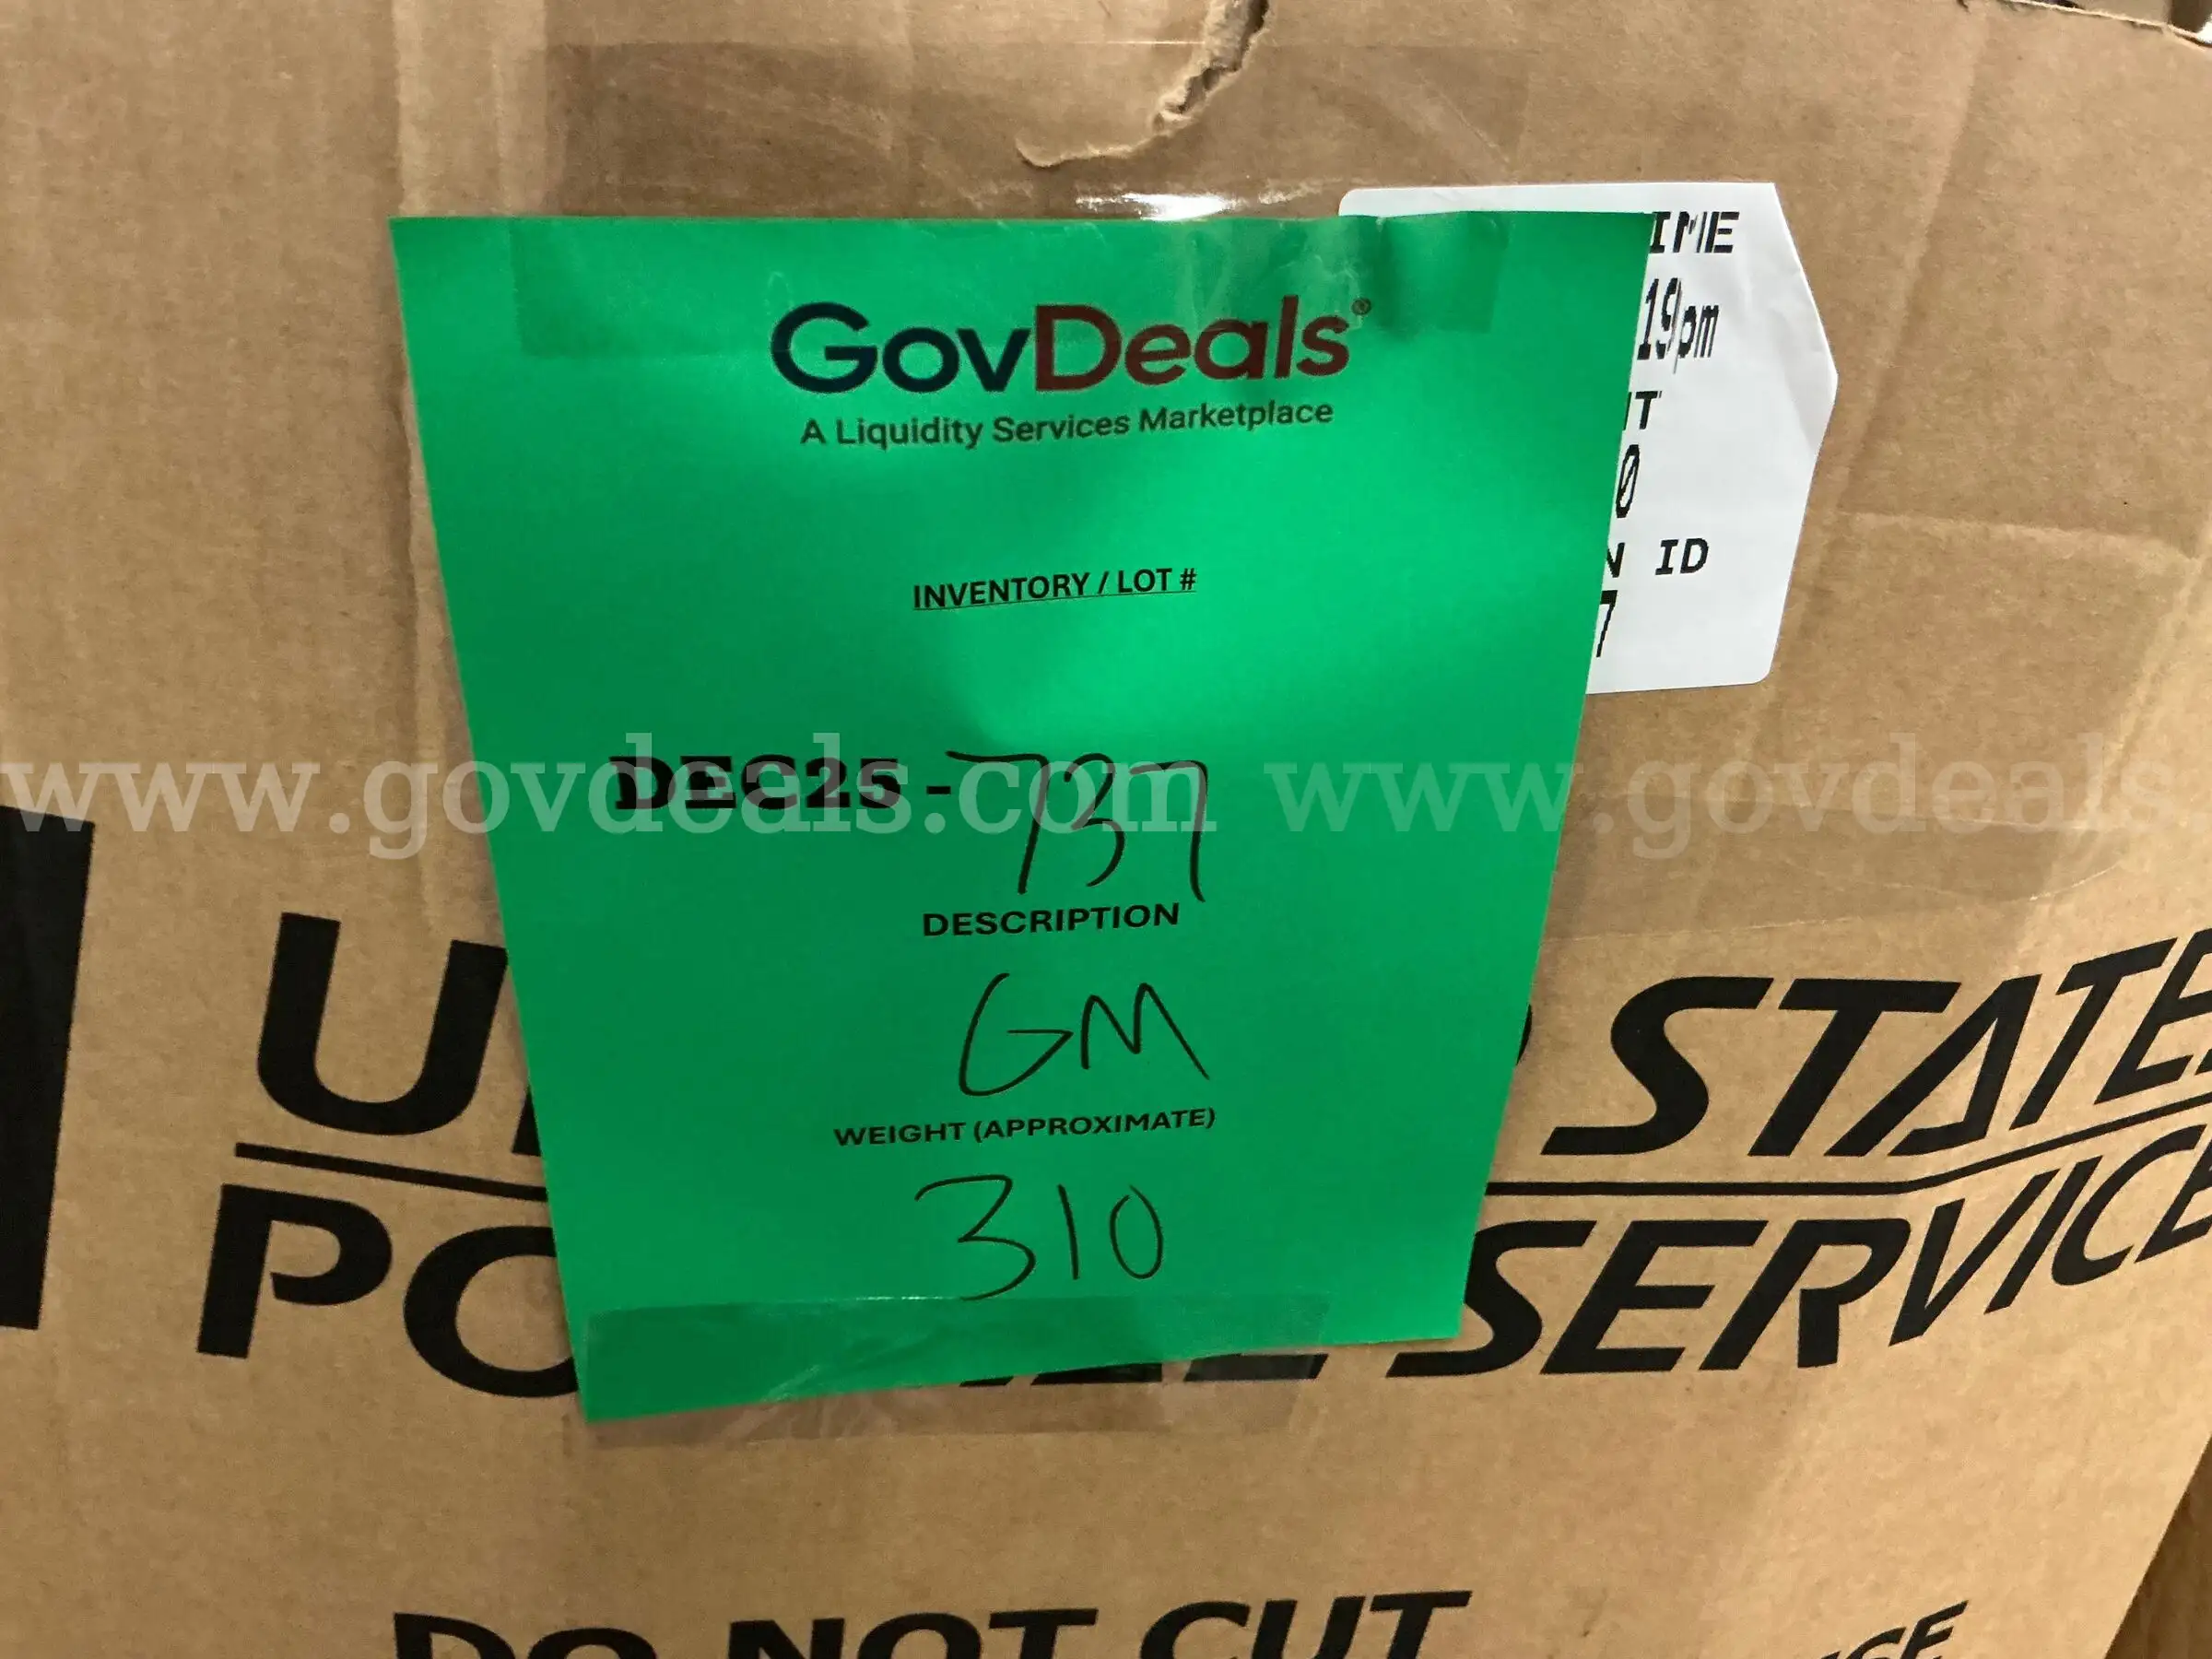 GovDeals®
A Liquidity Services Marketplace
IME
19pm
IT
0
N ID
7
INVENTORY / LOT #
DEC25 - 737
www.govdeals.com www.govdeals
DESCRIPTION
GM
WEIGHT (APPROXIMATE)
310
STATE
SERVICE
DO NOT CUT